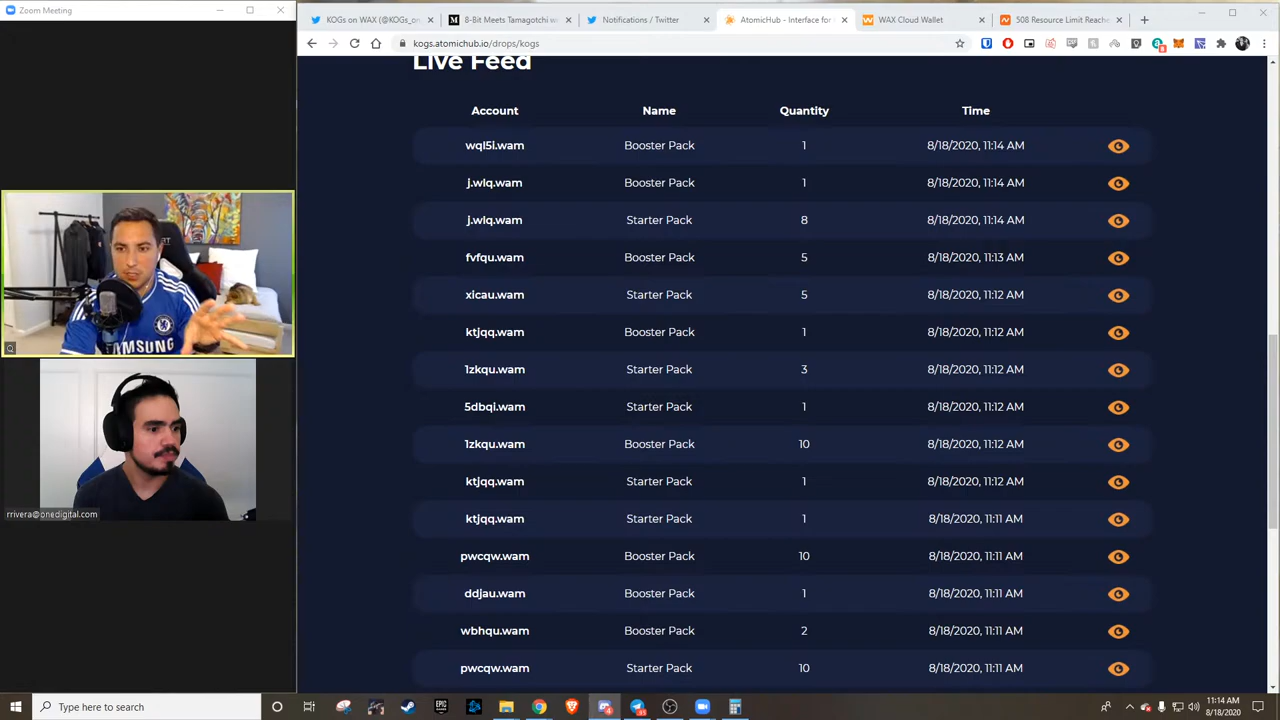 Zoom Meeting
KOGs on WAX (@KOGs_on
8-Bit Meets Tamagotchi w
Notifications / Twitter
AtomicHub - Interface for
WAX Cloud Wallet
508 Resource Limit Reache
kogs.atomichub.io/drops/kogs
Live Feed
Account Name Quantity Time
wql5i.wam Booster Pack 1 8/18/2020, 11:14 AM
j.wlq.wam Booster Pack 1 8/18/2020, 11:14 AM
j.wlq.wam Starter Pack 8 8/18/2020, 11:14 AM
fvfqu.wam Booster Pack 5 8/18/2020, 11:13 AM
xicau.wam Starter Pack 5 8/18/2020, 11:12 AM
ktjqq.wam Booster Pack 1 8/18/2020, 11:12 AM
1zkqu.wam Starter Pack 3 8/18/2020, 11:12 AM
5dbqi.wam Starter Pack 1 8/18/2020, 11:12 AM
1zkqu.wam Booster Pack 10 8/18/2020, 11:12 AM
ktjqq.wam Starter Pack 1 8/18/2020, 11:12 AM
ktjqq.wam Starter Pack 1 8/18/2020, 11:11 AM
pwcqw.wam Booster Pack 10 8/18/2020, 11:11 AM
ddjau.wam Booster Pack 1 8/18/2020, 11:11 AM
wbhqu.wam Booster Pack 2 8/18/2020, 11:11 AM
pwcqw.wam Starter Pack 10 8/18/2020, 11:11 AM
SAMSUNG
Q
rrivera@onedigital.com
Type here to search
EPIC
11:14 AM
8/18/2020